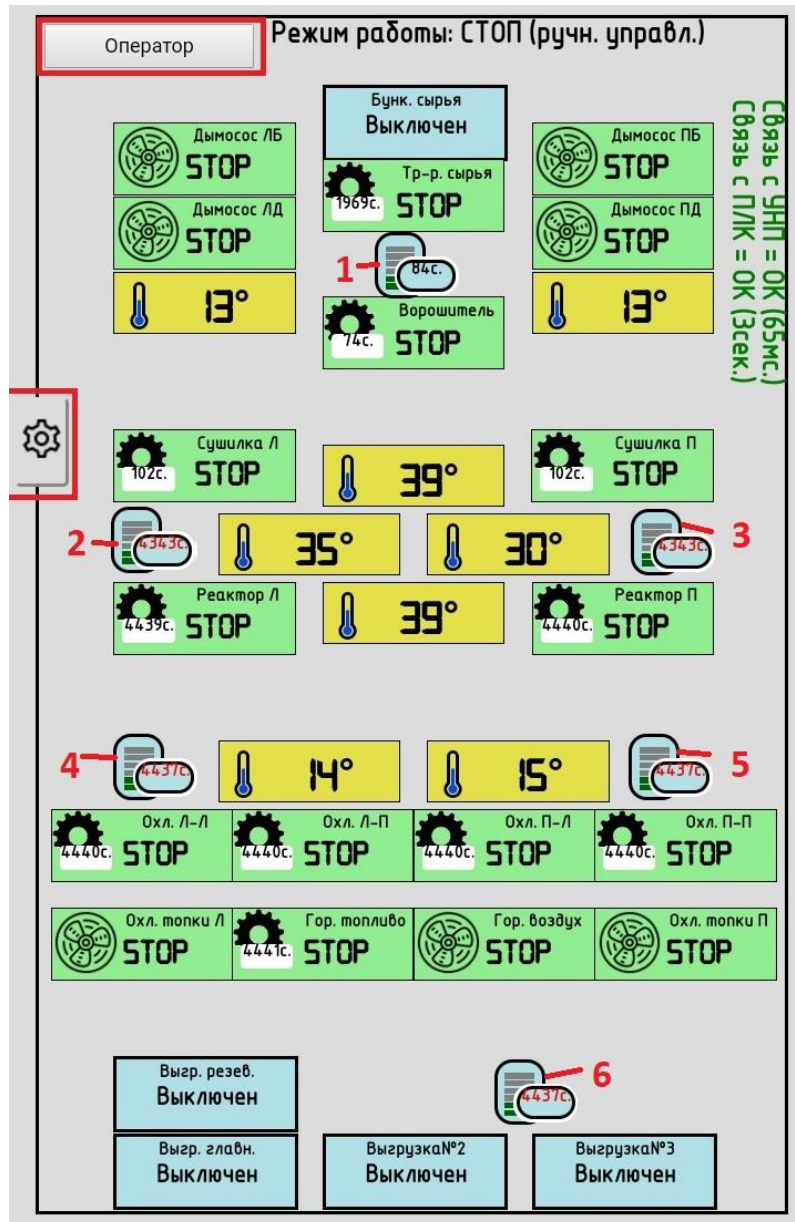 Оператор
Режим работы: СТОП (ручн. управл.)
Бунк. сырья
Выключен
Дымосос ЛБ
STOP
Тр-р. сырья
1969с.
STOP
Дымосос ПБ
STOP
Дымосос ЛД
STOP
1
84с.
Дымосос ПД
STOP
13°
Ворошитель
74с.
STOP
13°
Связь с УНП = ОК (65мс.)
Связь с ПЛК = ОК (3сек.)
Сушилка Л
102с.
STOP
39°
Сушилка П
102с.
STOP
2
4343с.
35°
30°
4343с.
3
Реактор Л
4439с.
STOP
39°
Реактор П
4440с.
STOP
4
4437с.
14°
15°
4437с.
5
Охл. Л-Л
4440с.
STOP
Охл. Л-П
4440с.
STOP
Охл. П-Л
4440с.
STOP
Охл. П-П
4440с.
STOP
Охл. топки Л
STOP
Гор. топливо
4441с.
STOP
Гор. воздух
STOP
Охл. топки П
STOP
Выгр. резев.
Выключен
4437с.
6
Выгр. главн.
Выключен
Выгрузка№2
Выключен
Выгрузка№3
Выключен